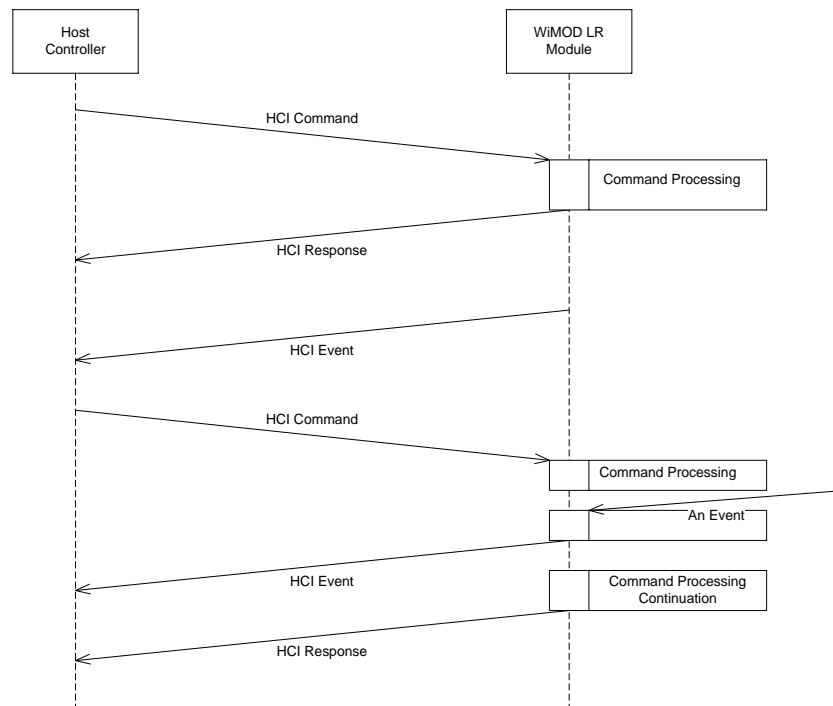 Host
Controller
WiMOD LR
Module
HCI Command
Command Processing
HCI Response
HCI Event
HCI Command
Command Processing
An Event
HCI Event
Command Processing
Continuation
HCI Response